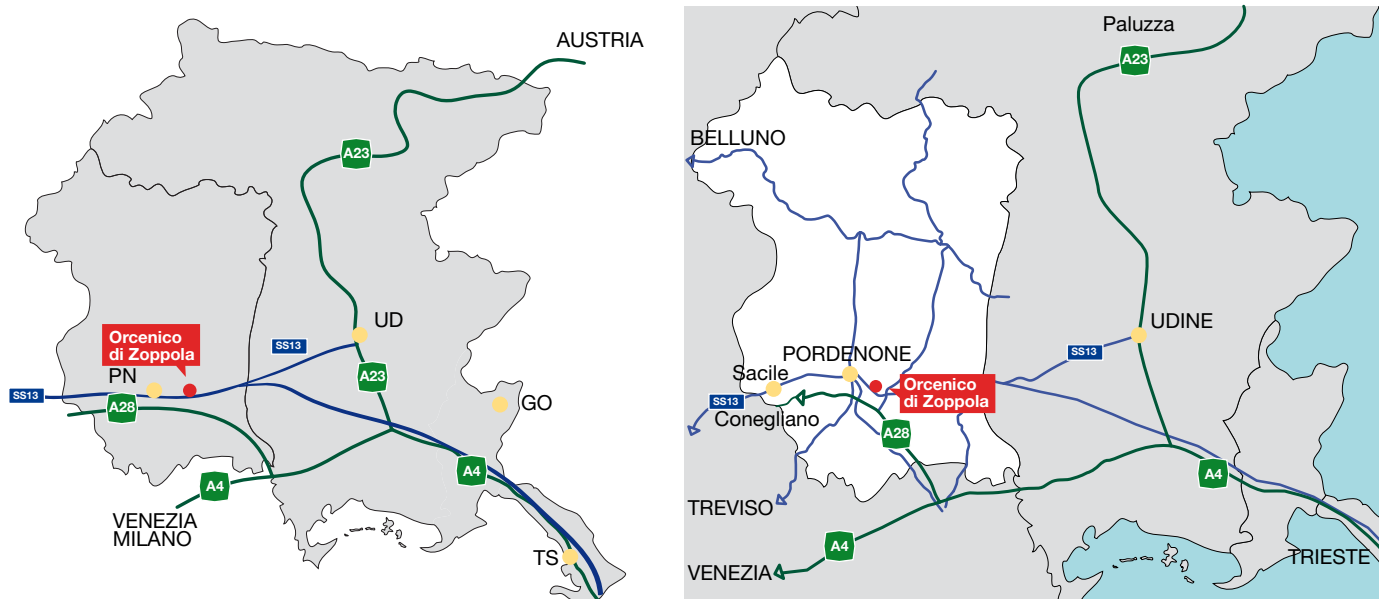 AUSTRIA
A23
UD
SS13
Orcenico
di Zoppola
PN
SS13
A28
A23
GO
A4
A4
VENEZIA
MILANO
TS
Paluzza
A23
BELLUNO
UDINE
SS13
PORDENONE
Sacile
Orcenico
di Zoppola
SS13
Conegliano
A28
A4
TREVISO
A4
TRIESTE
VENEZIA